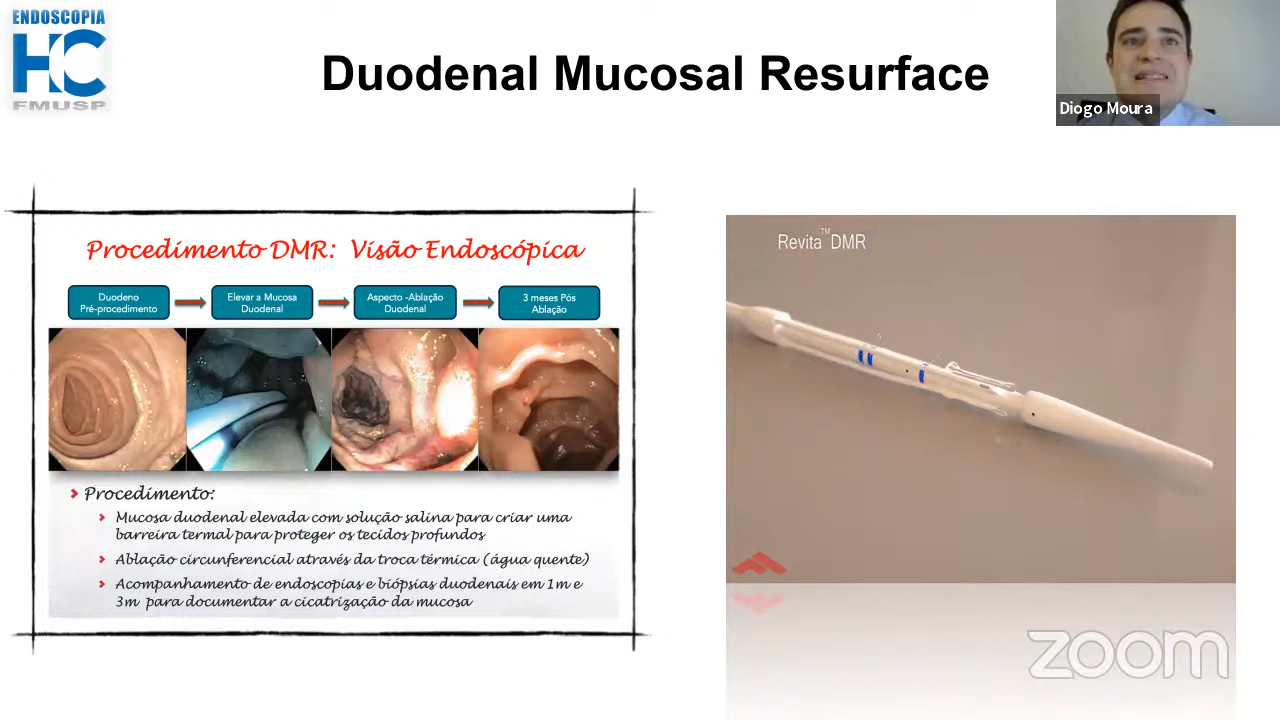 ENDOSCOPIA
HC
FMUSP
Duodenal Mucosal Resurface
Diogo Moura
Procedimento DMR: Visão Endoscópica
Duodeno
Pré-procedimento
Elevar a Mucosa
Duodenal
Aspecto -Ablação
Duodenal
3 meses Pós
Ablação
Procedimento:
Mucosa duodenal elevada com solução salina para criar uma
barreira termal para proteger os tecidos profundos
Ablação circunferencial através da troca térmica (água quente)
Acompanhamento de endoscopias e biópsias duodenais em 1m e
3m para documentar a cicatrização da mucosa
Revita™ DMR
zoom